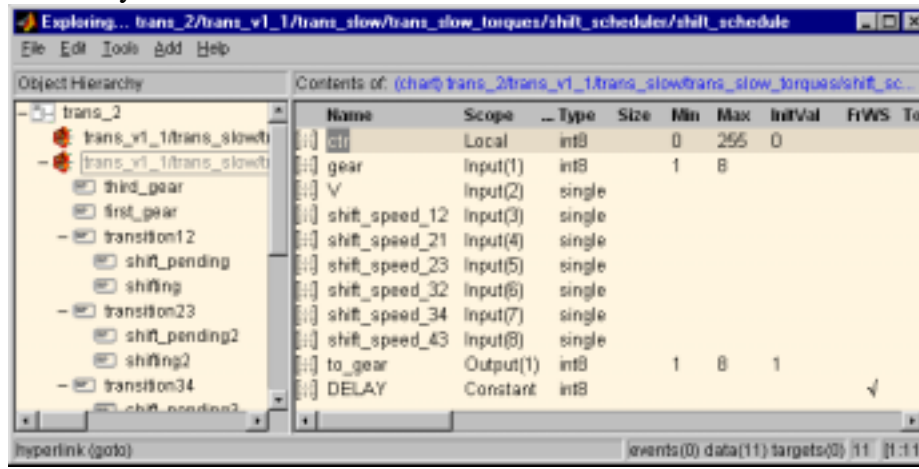 Exploring... trans_2/trans_v1_1/trans_slow/trans_slow_torques/shift_scheduler/shift_schedule
File Edit Tools Add Help
Object Hierarchy
Contents of: (chart) trans_2/trans_v1_1/trans_slow/trans_slow_torques/shift_sc...
trans_2
trans_v1_1/trans_slow/t
trans_v1_1/trans_slow/t
third_gear
first_gear
transition12
shift_pending
shifting
transition23
shift_pending2
shifting2
transition34
shift_pending3
Name Scope ... Type Size Min Max InitVal FrWS To
ctr Local int8 0 255 0
gear Input(1) int8 1 8
V Input(2) single
shift_speed_12 Input(3) single
shift_speed_21 Input(4) single
shift_speed_23 Input(5) single
shift_speed_32 Input(6) single
shift_speed_34 Input(7) single
shift_speed_43 Input(8) single
to_gear Output(1) int8 1 8 1
DELAY Constant int8 √
hyperlink (goto)
events(0) data(11) targets(0) 11 [1:11